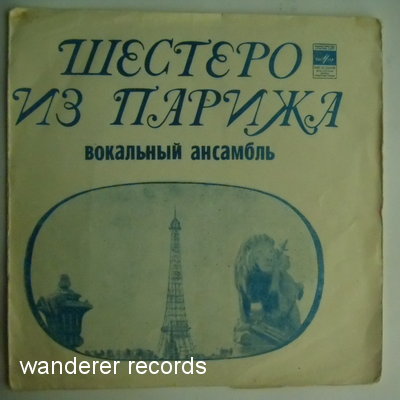 ШЕСТЕРО
ИЗ ПАРИЖА
вокальный ансамбль
wanderer records